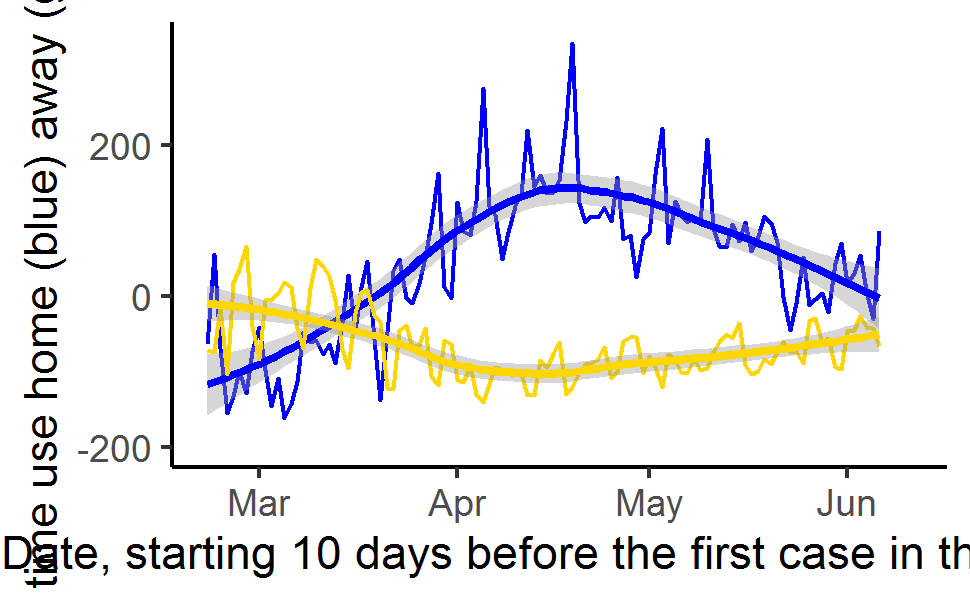 time use home (blue) away (
200
0
-200
Mar Apr May Jun
Date, starting 10 days before the first case in th